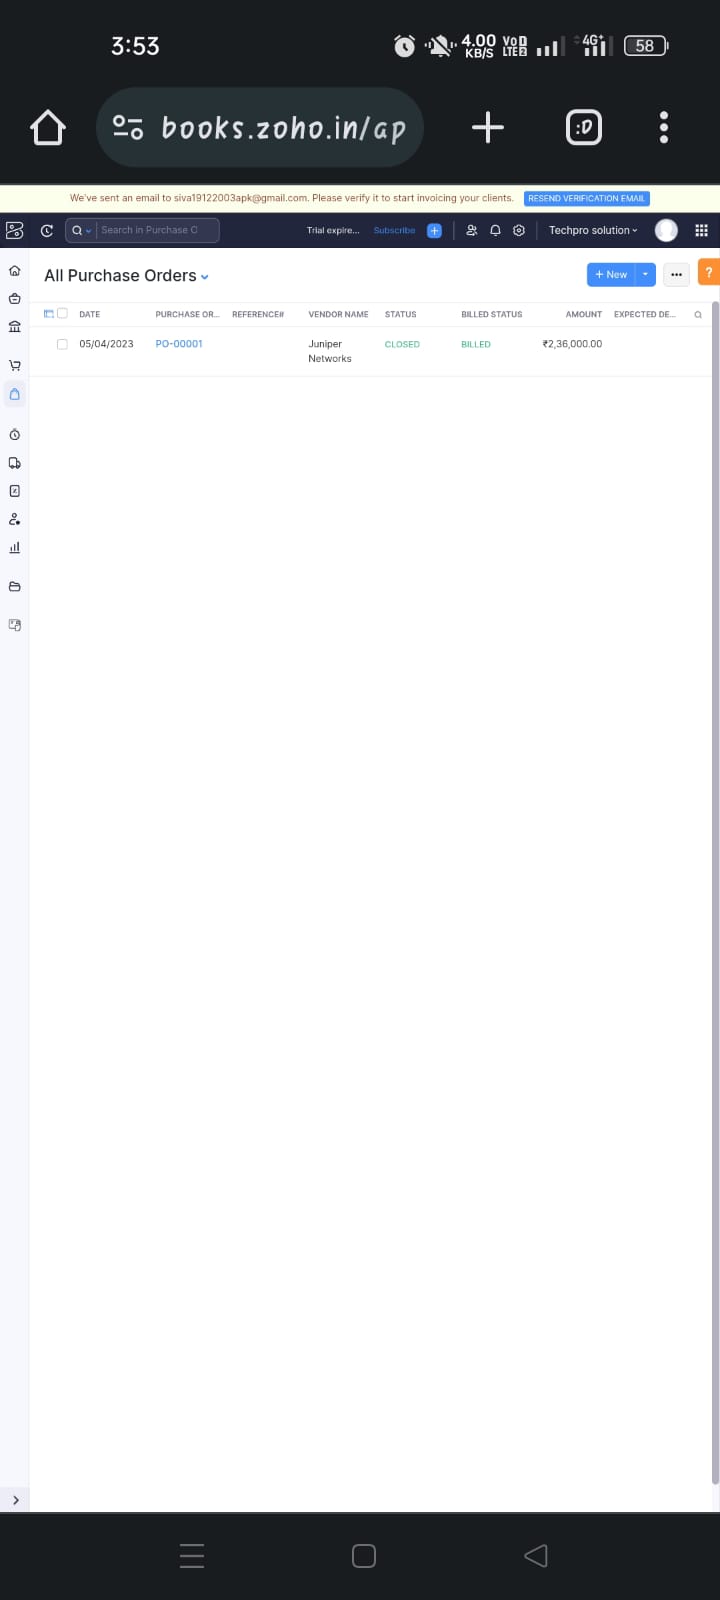 3:53
4.00
KB/S
VoD
LTE2
4G+
58
books.zoho.in/ap
:D
We've sent an email to siva19122003apk@gmail.com. Please verify it to start invoicing your clients. RESEND VERIFICATION EMAIL
Search in Purchase O
Trial expire... Subscribe
Techpro solution
All Purchase Orders
+ New
?
DATE PURCHASE OR... REFERENCE# VENDOR NAME STATUS BILLED STATUS AMOUNT EXPECTED DE...
05/04/2023 PO-00001 Juniper Networks CLOSED BILLED ₹2,36,000.00